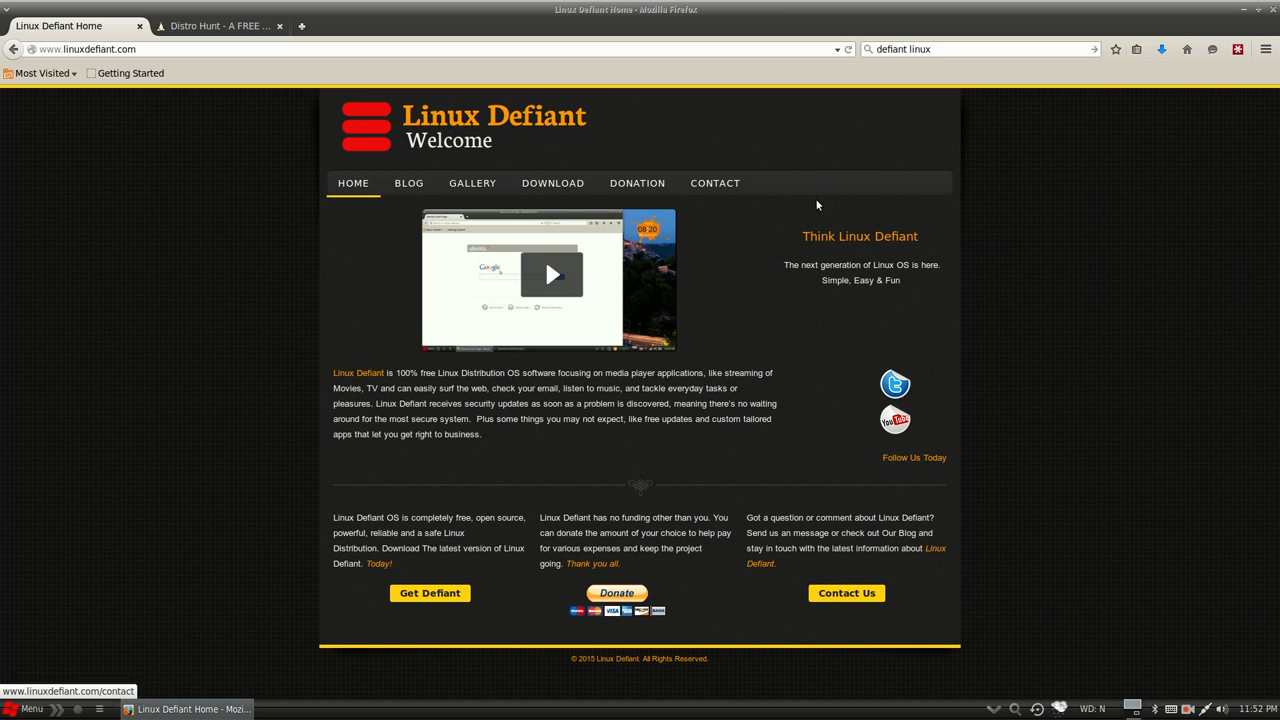 Linux Defiant Home - Mozilla Firefox
Linux Defiant Home
Distro Hunt - A FREE ...
www.linuxdefiant.com
defiant linux
Most Visited
Getting Started
Linux Defiant
Welcome
HOME BLOG GALLERY DOWNLOAD DONATION CONTACT
08 20
ubuntu
Google
Think Linux Defiant
The next generation of Linux OS is here.
Simple, Easy & Fun
Linux Defiant is 100% free Linux Distribution OS software focusing on media player applications, like streaming of
Movies, TV and can easily surf the web, check your email, listen to music, and tackle everyday tasks or
pleasures. Linux Defiant receives security updates as soon as a problem is discovered, meaning there's no waiting
around for the most secure system.  Plus some things you may not expect, like free updates and custom tailored
apps that let you get right to business.
You Tube
Follow Us Today
Linux Defiant OS is completely free, open source,
powerful, reliable and a safe Linux
Distribution. Download The latest version of Linux
Defiant. Today!
Get Defiant
Linux Defiant has no funding other than you. You
can donate the amount of your choice to help pay
for various expenses and keep the project
going. Thank you all.
Donate
VISA
Got a question or comment about Linux Defiant?
Send us an message or check out Our Blog and
stay in touch with the latest information about Linux
Defiant.
Contact Us
© 2015 Linux Defiant. All Rights Reserved.
www.linuxdefiant.com/contact
Menu
Linux Defiant Home - Mozi...
WD: N
11:52 PM